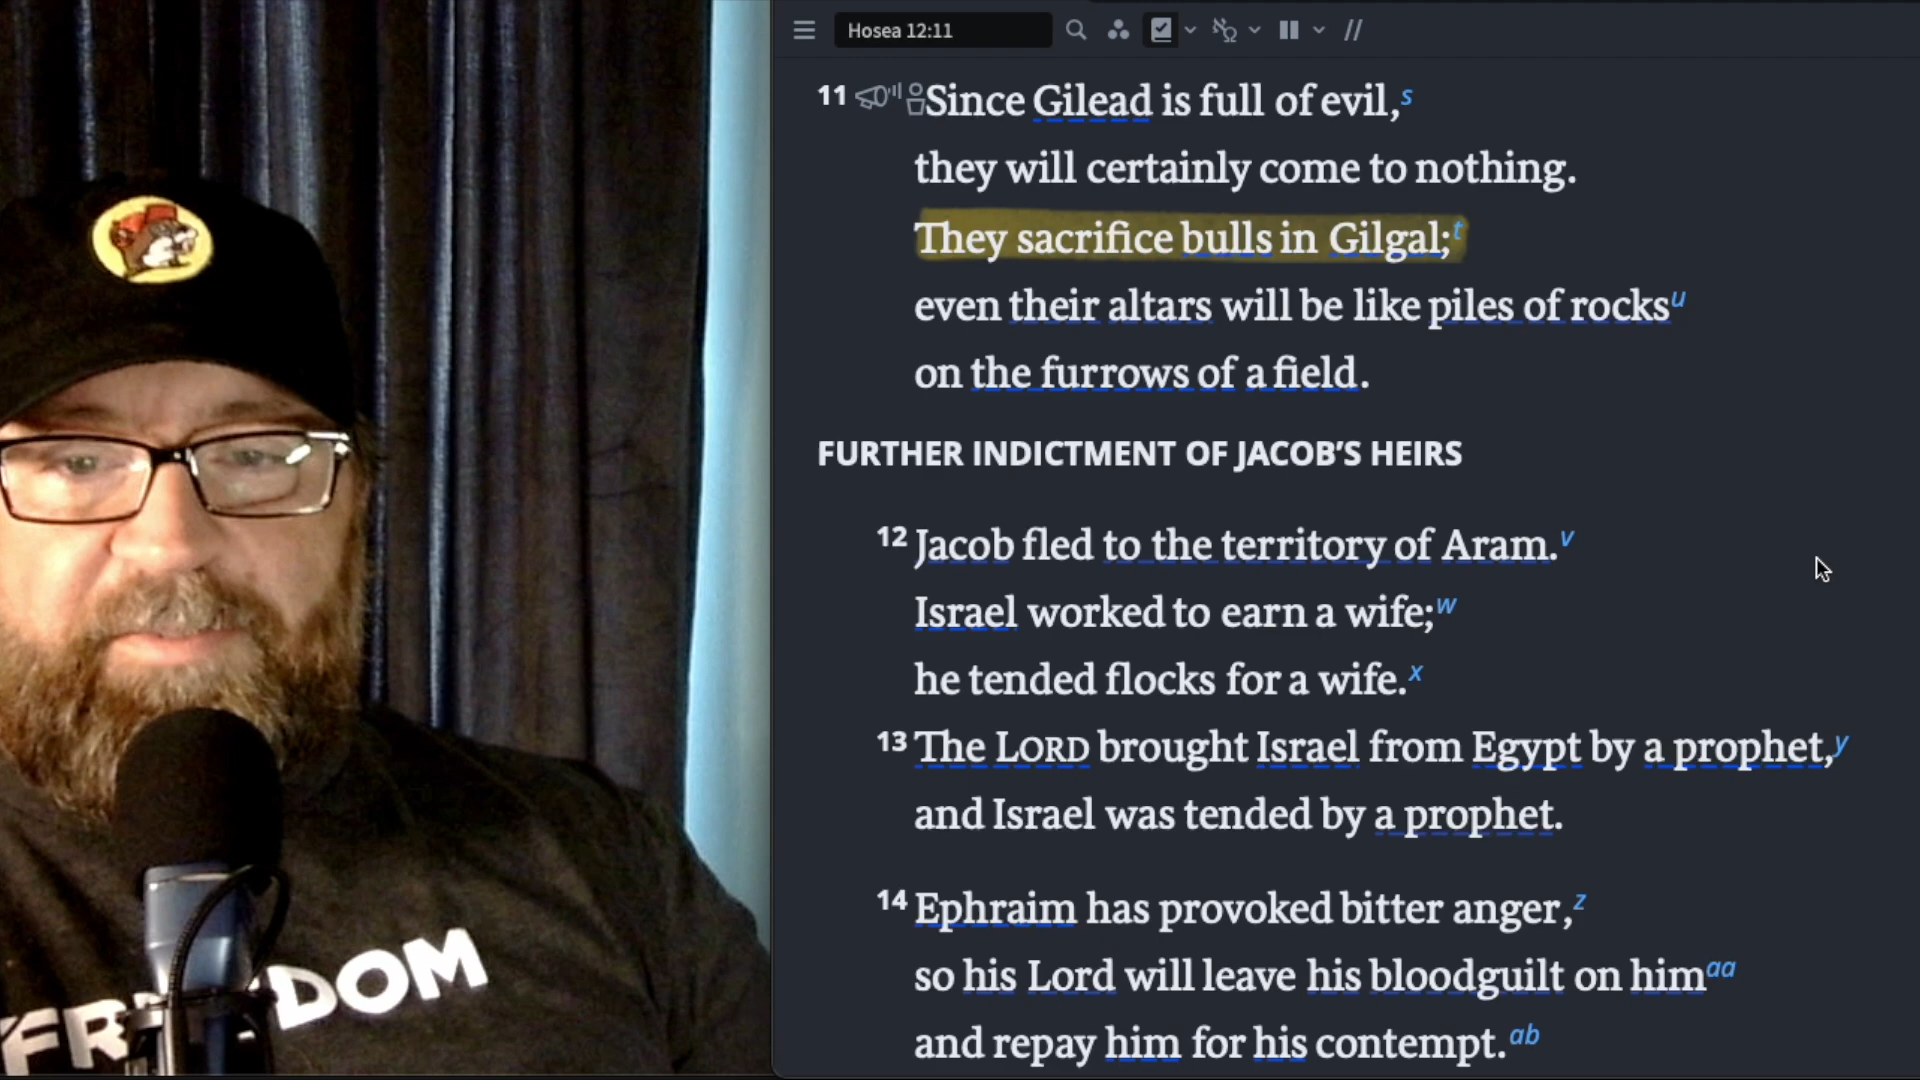 Hosea 12:11
11 Since Gilead is full of evil,s
they will certainly come to nothing.
They sacrifice bulls in Gilgal;t
even their altars will be like piles of rocksu
on the furrows of a field.
FURTHER INDICTMENT OF JACOB’S HEIRS
12 Jacob fled to the territory of Aram.v
Israel worked to earn a wife;w
he tended flocks for a wife.x
13 The LORD brought Israel from Egypt by a prophet,y
and Israel was tended by a prophet.
14 Ephraim has provoked bitter anger,z
so his Lord will leave his bloodguilt on himaa
and repay him for his contempt.ab